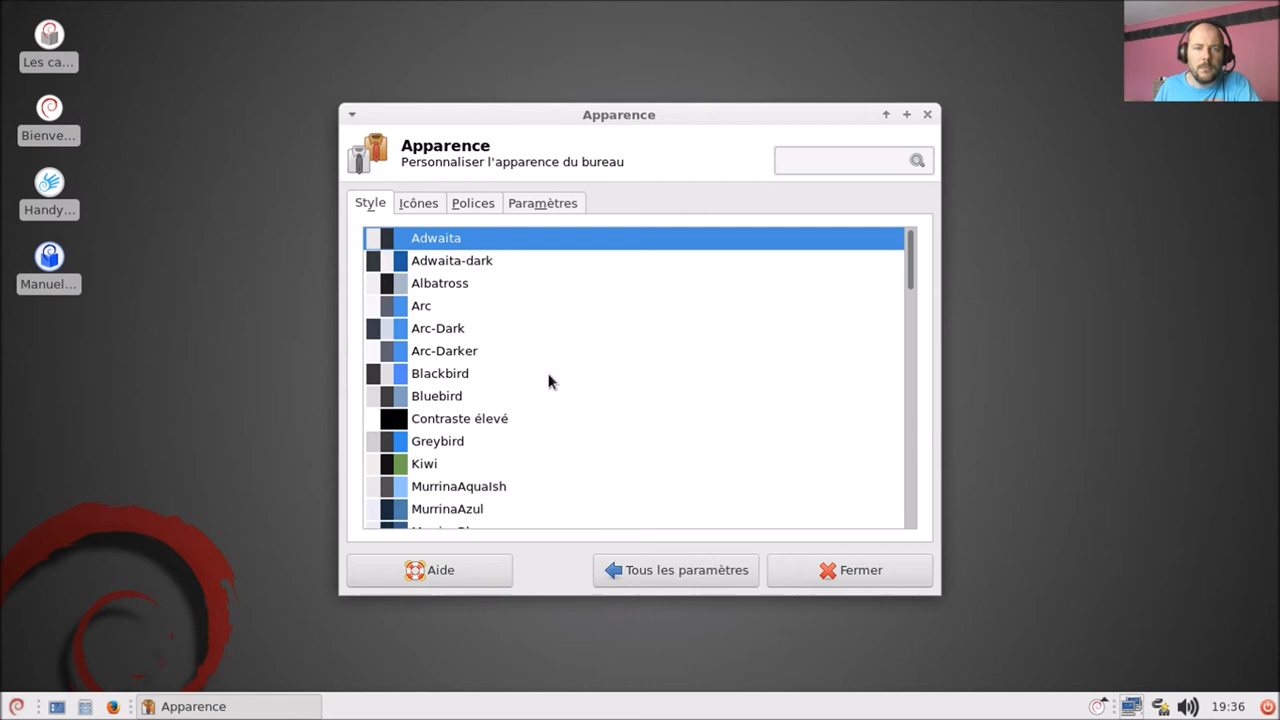 Les ca...
Bienve...
Handy...
Manuel...
Apparence
Apparence
Personnaliser l'apparence du bureau
Style
Icônes
Polices
Paramètres
Adwaita
Adwaita-dark
Albatross
Arc
Arc-Dark
Arc-Darker
Blackbird
Bluebird
Contraste élevé
Greybird
Kiwi
MurrinaAquaIsh
MurrinaAzul
Aide
Tous les paramètres
Fermer
Apparence
19:36